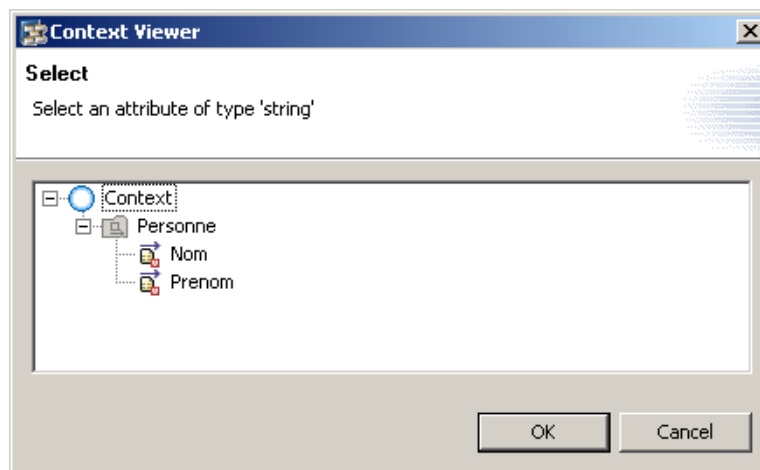 Context Viewer
Select
Select an attribute of type 'string'
Context
Personne
Nom
Prenom
OK Cancel